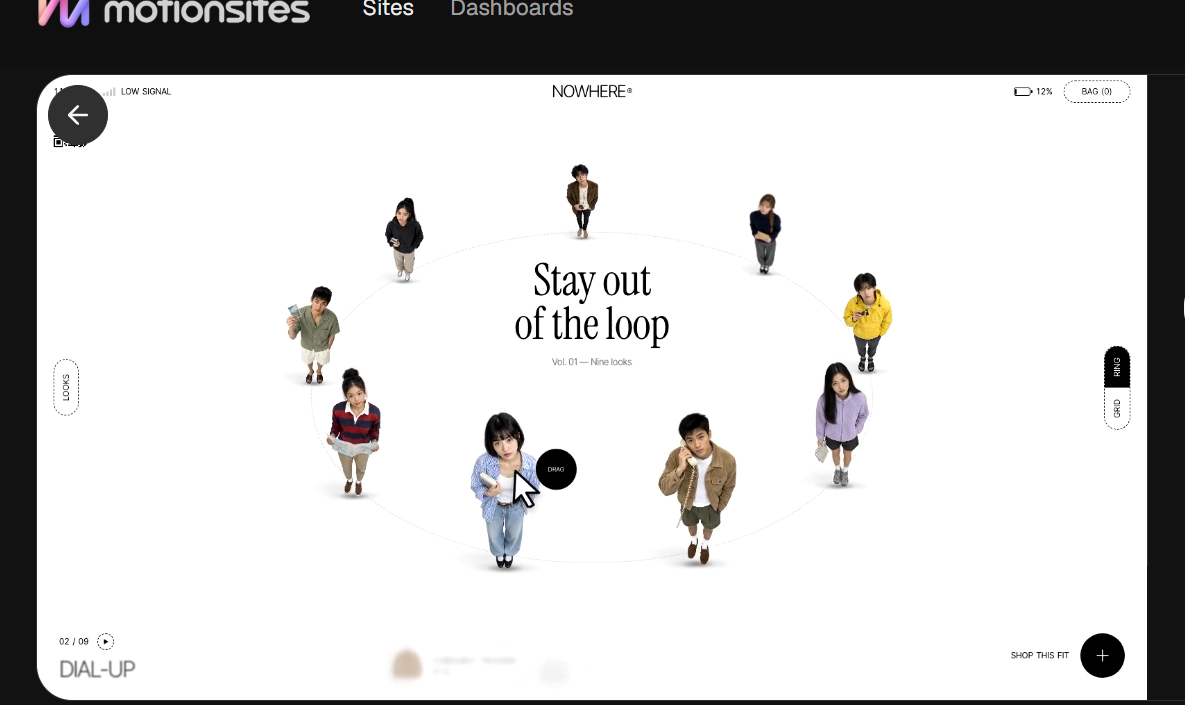 motionsites
Sites
Dashboards
LOW SIGNAL
NOWHERE®
12%
BAG (0)
Stay out
of the loop
Vol. 01 — Nine looks
LOOKS
RING
GRID
DRAG
02 / 09
DIAL-UP
SHOP THIS FIT